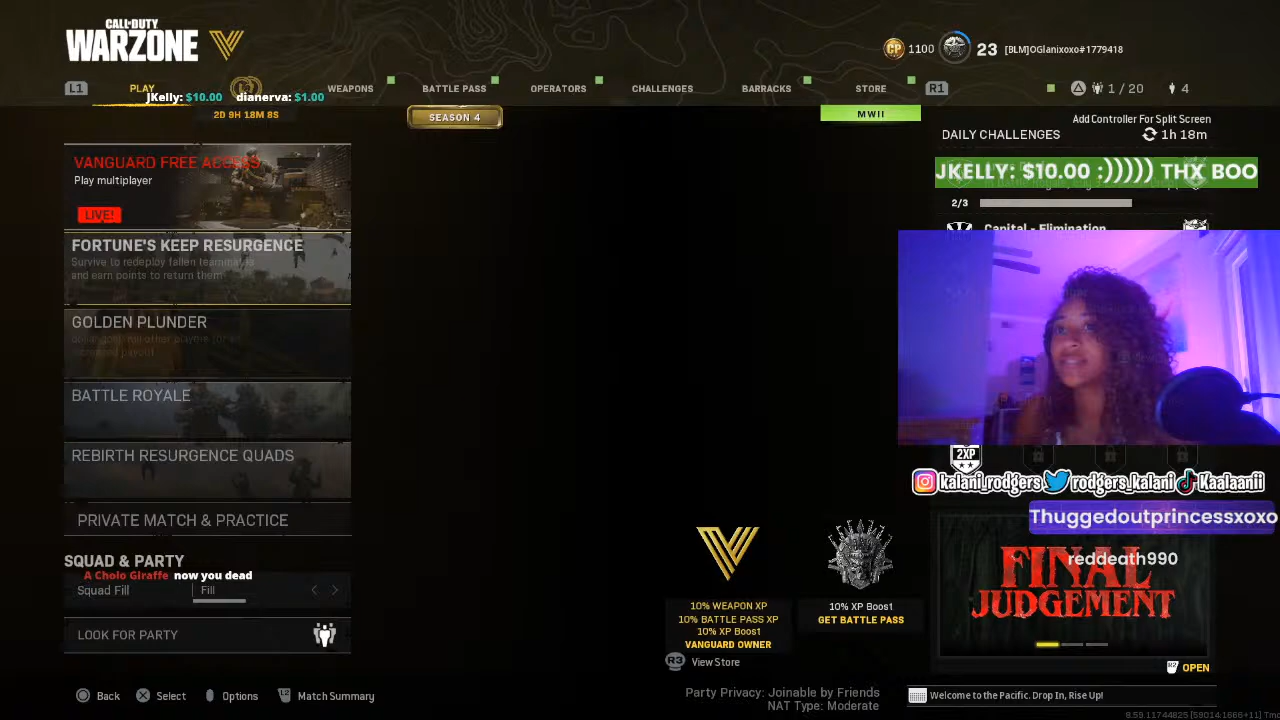 CALL OF DUTY
WARZONE
CP 1100
23
[BLM]OGlanixoxo#1779418
L1
PLAY
WEAPONS
BATTLE PASS
OPERATORS
CHALLENGES
BARRACKS
STORE
R1
1 / 20
4
JKelly: $10.00 dianerva: $1.00
2D 9H 18M 8S
SEASON 4
MWII
Add Controller For Split Screen
DAILY CHALLENGES
1h 18m
VANGUARD FREE ACCESS
Play multiplayer
LIVE!
JKELLY: $10.00 :))))) THX BOO
2/3
Capital - Elimination
FORTUNE'S KEEP RESURGENCE
Survive to redeploy fallen teammates
and earn points to return them
GOLDEN PLUNDER
BATTLE ROYALE
REBIRTH RESURGENCE QUADS
2XP
kalani_rodgers rodgers_kalani Kaalaanii
PRIVATE MATCH & PRACTICE
Thuggedoutprincessxoxo
reddeath990
FINAL
JUDGEMENT
SQUAD & PARTY
A Cholo Giraffe now you dead
Squad Fill
Fill
LOOK FOR PARTY
10% WEAPON XP
10% BATTLE PASS XP
10% XP Boost
VANGUARD OWNER
10% XP Boost
GET BATTLE PASS
R3 View Store
R2 OPEN
Back
Select
Options
L2 Match Summary
Party Privacy: Joinable by Friends
NAT Type: Moderate
Welcome to the Pacific. Drop In, Rise Up!